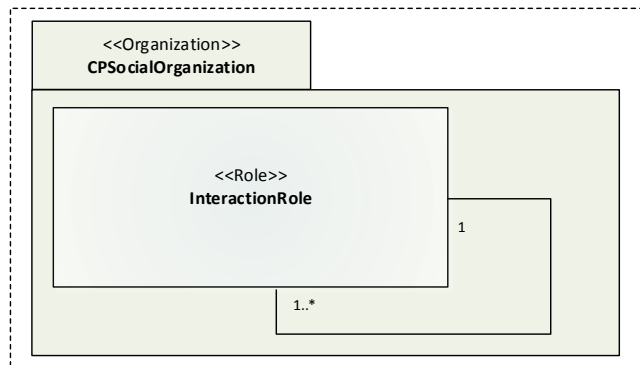 <<Organization>>
CPSocialOrganization
<<Role>>
InteractionRole
1
1..*